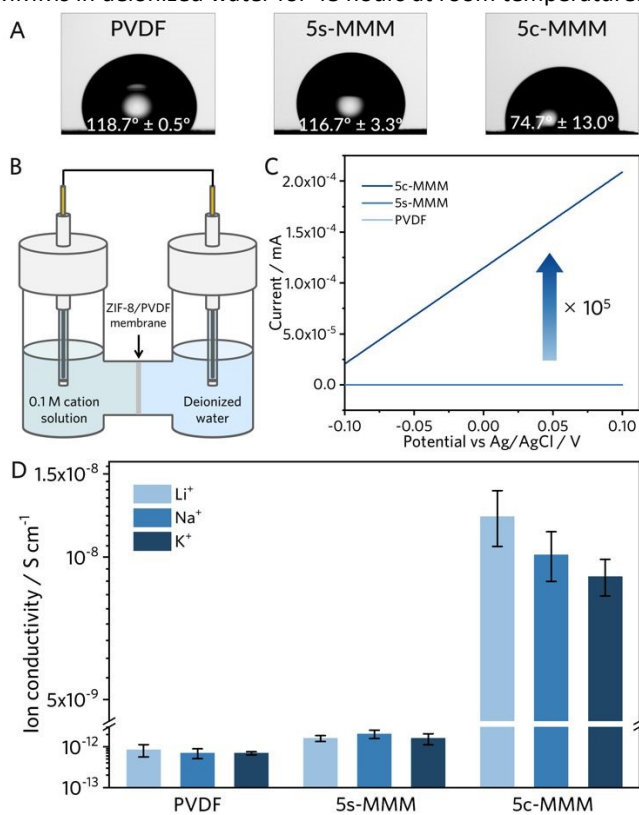 A
PVDF
5s-MMM
5c-MMM
118.7° ± 0.5°
116.7° ± 3.3°
74.7° ± 13.0°
B
ZIF-8/PVDF
membrane
0.1 M cation
solution
Deionized
water
C
Current / mA
2.0x10⁻⁴
1.5x10⁻⁴
1.0x10⁻⁴
5.0x10⁻⁵
0.0
5c-MMM
5s-MMM
PVDF
× 10⁵
-0.10
-0.05
0.00
0.05
0.10
Potential vs Ag/AgCl / V
D
Ion conductivity / S cm⁻¹
1.5x10⁻⁸
10⁻⁸
5x10⁻⁹
10⁻¹²
10⁻¹³
Li⁺
Na⁺
K⁺
PVDF
5s-MMM
5c-MMM